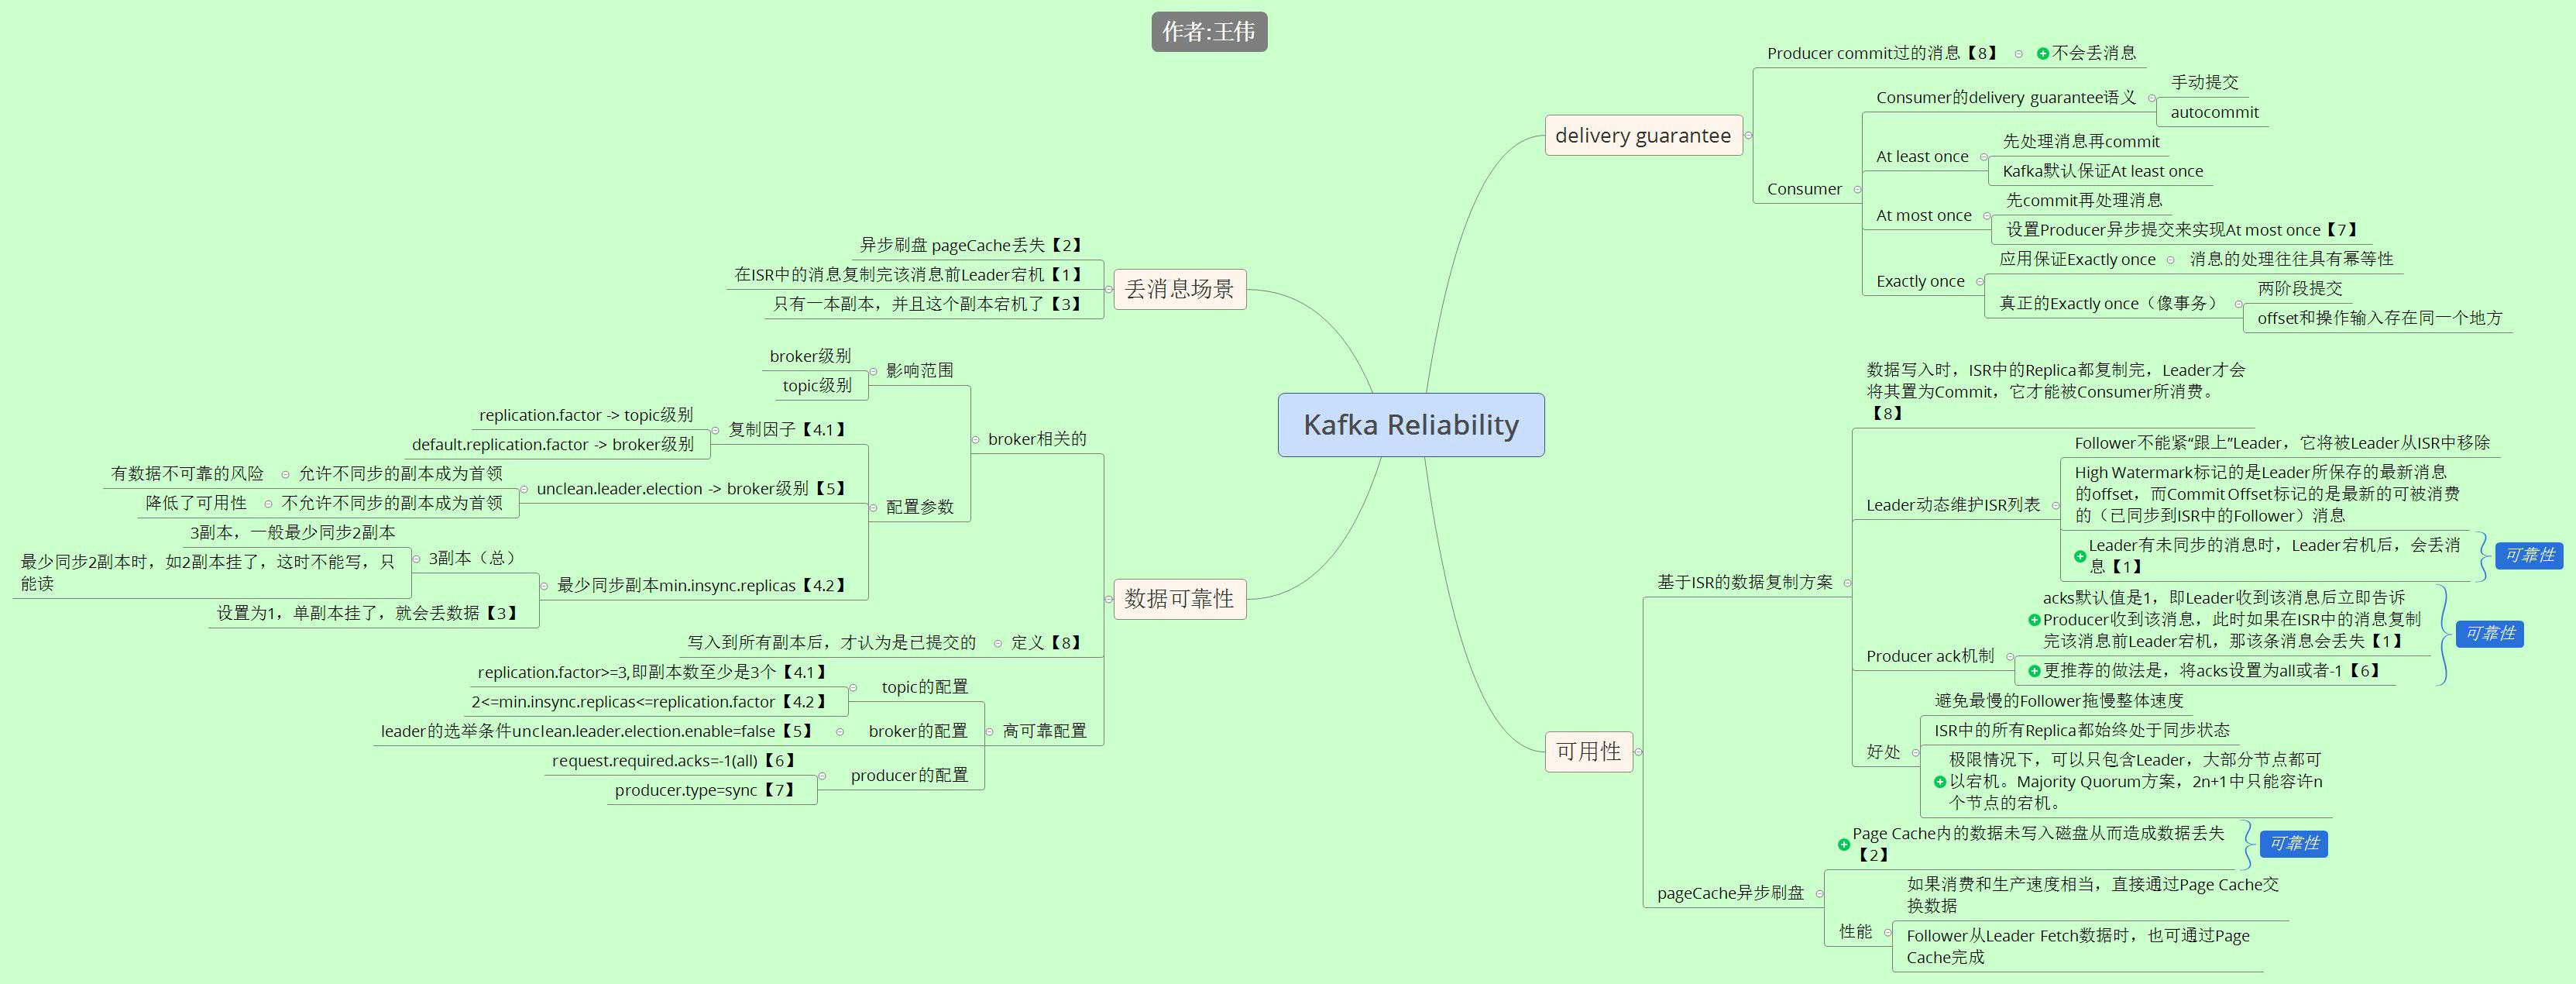 作者:王伟
Kafka Reliability
delivery guarantee
Producer commit过的消息【8】
不会丢消息
Consumer
Consumer的delivery guarantee语义
手动提交
autocommit
At least once
先处理消息再commit
Kafka默认保证At least once
At most once
先commit再处理消息
设置Producer异步提交来实现At most once【7】
Exactly once
应用保证Exactly once
消息的处理往往具有幂等性
真正的Exactly once（像事务）
两阶段提交
offset和操作输入存在同一个地方
可用性
基于ISR的数据复制方案
数据写入时，ISR中的Replica都复制完，Leader才会
将其置为Commit，它才能被Consumer所消费。
【8】
Leader动态维护ISR列表
Follower不能紧“跟上”Leader，它将被Leader从ISR中移除
High Watermark标记的是Leader所保存的最新消息
的offset，而Commit Offset标记的是最新的可被消费
的（已同步到ISR中的Follower）消息
Leader有未同步的消息时，Leader宕机后，会丢消
息【1】
可靠性
Producer ack机制
acks默认值是1，即Leader收到该消息后立即告诉
Producer收到该消息，此时如果在ISR中的消息复制
完该消息前Leader宕机，那该条消息会丢失【1】
更推荐的做法是，将acks设置为all或者-1【6】
可靠性
好处
避免最慢的Follower拖慢整体速度
ISR中的所有Replica都始终处于同步状态
极限情况下，可以只包含Leader，大部分节点都可
以宕机。Majority Quorum方案，2n+1中只能容许n
个节点的宕机。
pageCache异步刷盘
Page Cache内的数据未写入磁盘从而造成数据丢失
【2】
可靠性
性能
如果消费和生产速度相当，直接通过Page Cache交
换数据
Follower从Leader Fetch数据时，也可通过Page
Cache完成
丢消息场景
异步刷盘 pageCache丢失【2】
在ISR中的消息复制完该消息前Leader宕机【1】
只有一本副本，并且这个副本宕机了【3】
数据可靠性
broker相关的
影响范围
broker级别
topic级别
配置参数
复制因子【4.1】
replication.factor -> topic级别
default.replication.factor -> broker级别
unclean.leader.election -> broker级别【5】
允许不同步的副本成为首领
有数据不可靠的风险
不允许不同步的副本成为首领
降低了可用性
最少同步副本min.insync.replicas【4.2】
3副本（总）
3副本，一般最少同步2副本
最少同步2副本时，如2副本挂了，这时不能写，只
能读
设置为1，单副本挂了，就会丢数据【3】
定义【8】
写入到所有副本后，才认为是已提交的
高可靠配置
topic的配置
replication.factor>=3,即副本数至少是3个【4.1】
2<=min.insync.replicas<=replication.factor【4.2】
broker的配置
leader的选举条件unclean.leader.election.enable=false【5】
producer的配置
request.required.acks=-1(all)【6】
producer.type=sync【7】